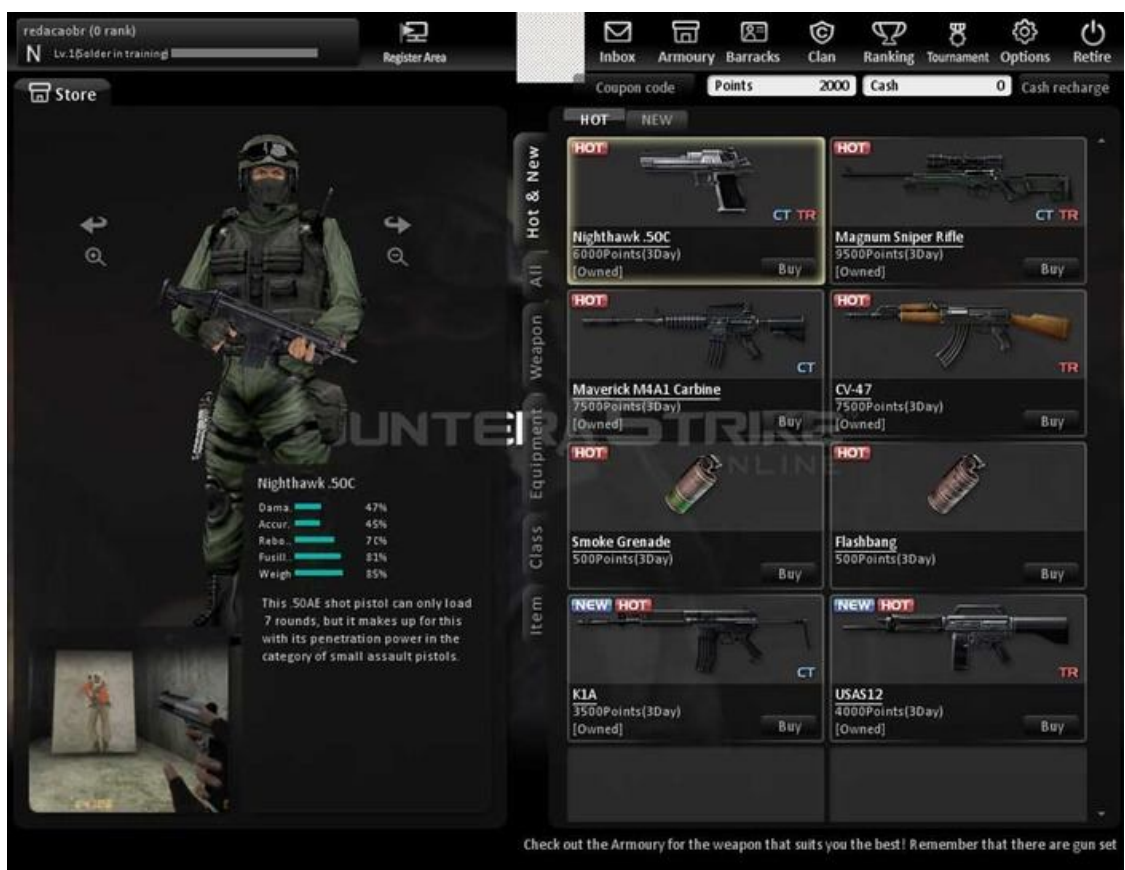 redacaobr (0 rank)
N Lv.1
Register Area
Inbox
Armoury
Barracks
Clan
Ranking
Tournament
Options
Retire
Coupon code
Points 2000
Cash 0
Cash recharge
Store
HOT
NEW
Hot & New
All
Weapon
Equipment
Class
Item
HOT
CT TR
Nighthawk .50C
6000Points(3Day)
[Owned]
Buy
HOT
CT TR
Magnum Sniper Rifle
9500Points(3Day)
[Owned]
Buy
HOT
CT
Maverick M4A1 Carbine
7500Points(3Day)
[Owned]
Buy
HOT
TR
CV-47
7500Points(3Day)
[Owned]
Buy
HOT
Smoke Grenade
500Points(3Day)
Buy
HOT
Flashbang
500Points(3Day)
Buy
NEW HOT
CT
K1A
3500Points(3Day)
[Owned]
Buy
NEW HOT
TR
USAS12
4000Points(3Day)
[Owned]
Buy
STRIKE
NLINE
Nighthawk .50C
Dama. 47%
Accur. 45%
Rebo..
Fusill.. 81%
Weigh 85%
This .50AE shot pistol can only load
7 rounds, but it makes up for this
with its penetration power in the
category of small assault pistols.
Check out the Armoury for the weapon that suits you the best! Remember that there are gun set